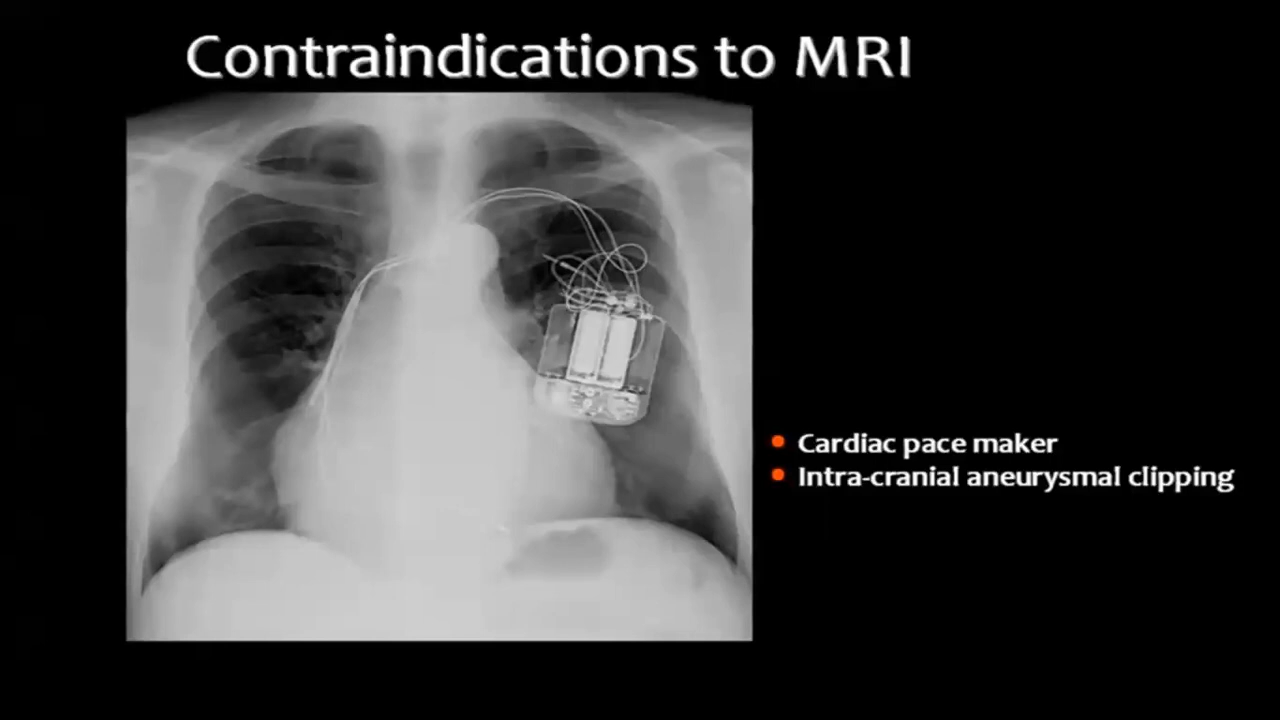 Contraindications to MRI
Cardiac pace maker
Intra-cranial aneurysmal clipping